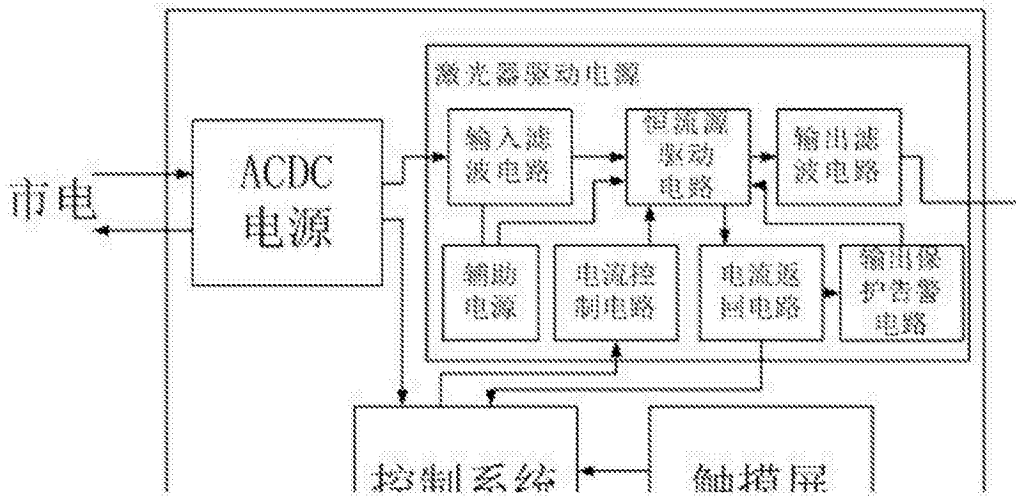 激光器驱动电源
市电
ACDC
电源
输入滤
波电路
恒流源
驱动
电路
输出滤
波电路
辅助
电源
电流控
制电路
电流返
回电路
输出保
护告警
电路
控制系统
触摸屏